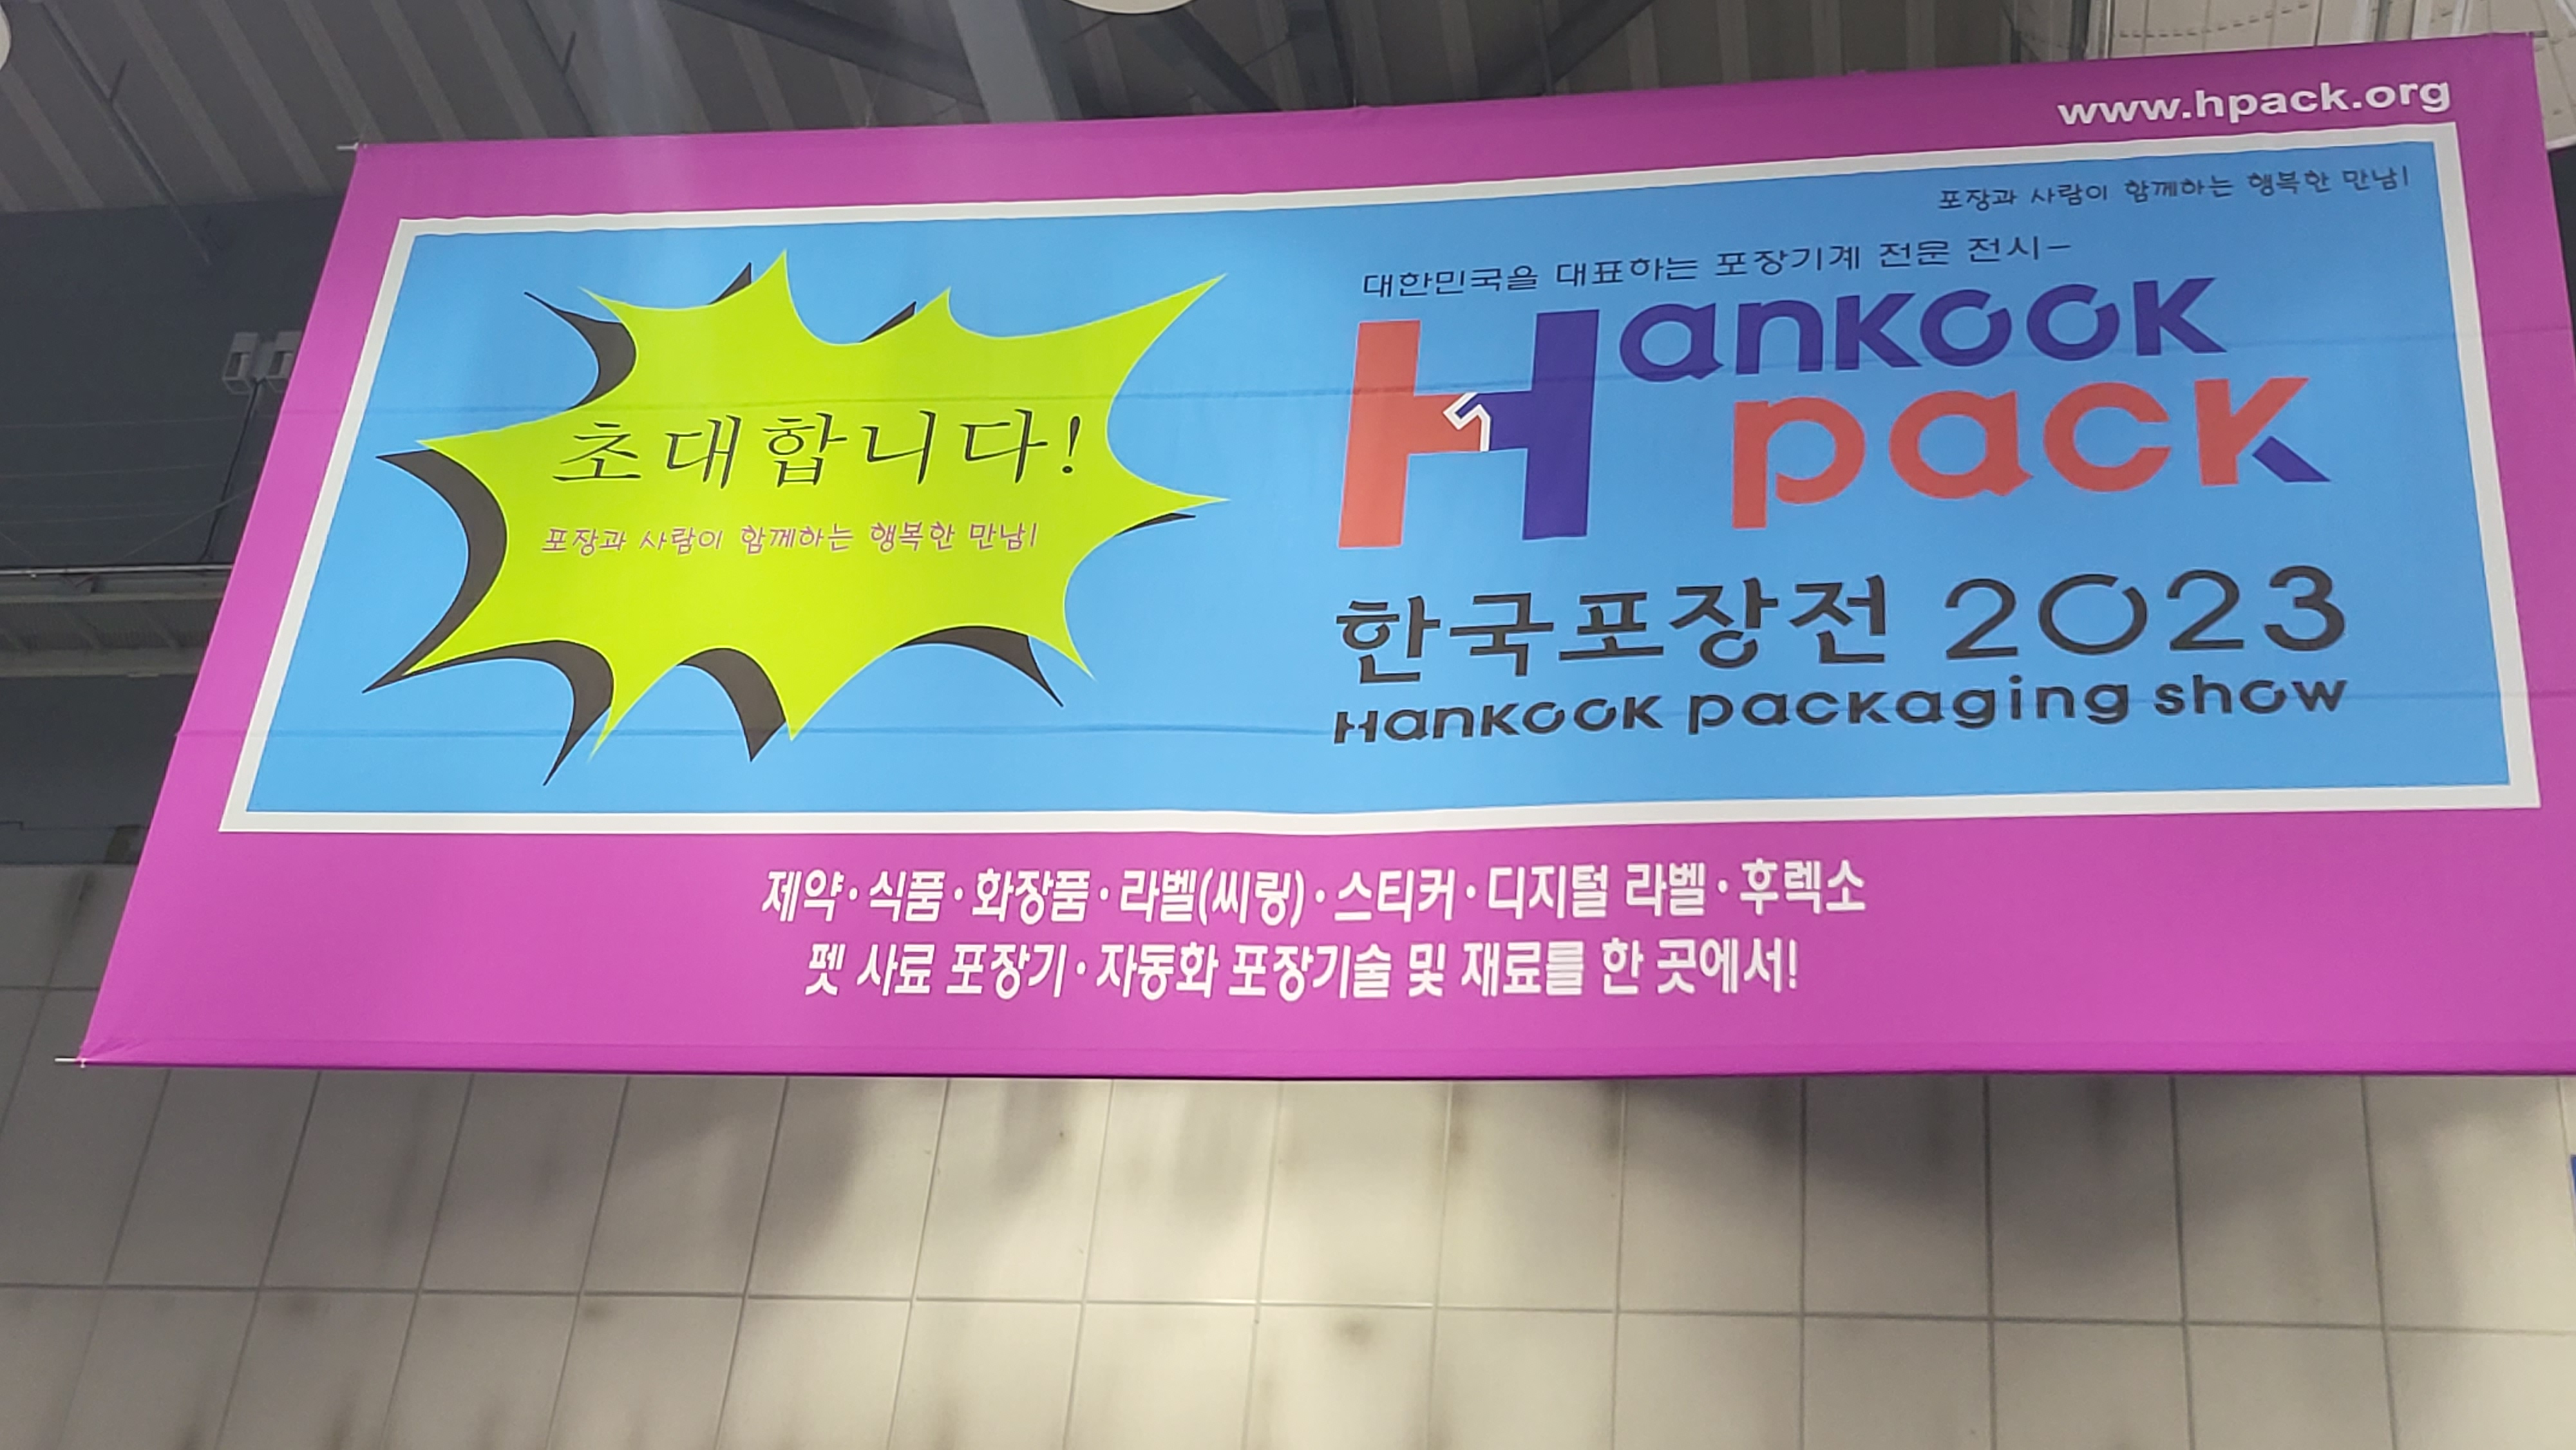 www.hpack.org
포장과 사람이 함께하는 행복한 만남!
대한민국을 대표하는 포장기계 전문 전시-
Hankook
pack
한국포장전 2023
Hankook packaging show
초대합니다!
포장과 사람이 함께하는 행복한 만남!
제약·식품·화장품·라벨(씨링)·스티커·디지털 라벨·후렉소
펫 사료 포장기·자동화 포장기술 및 재료를 한 곳에서!